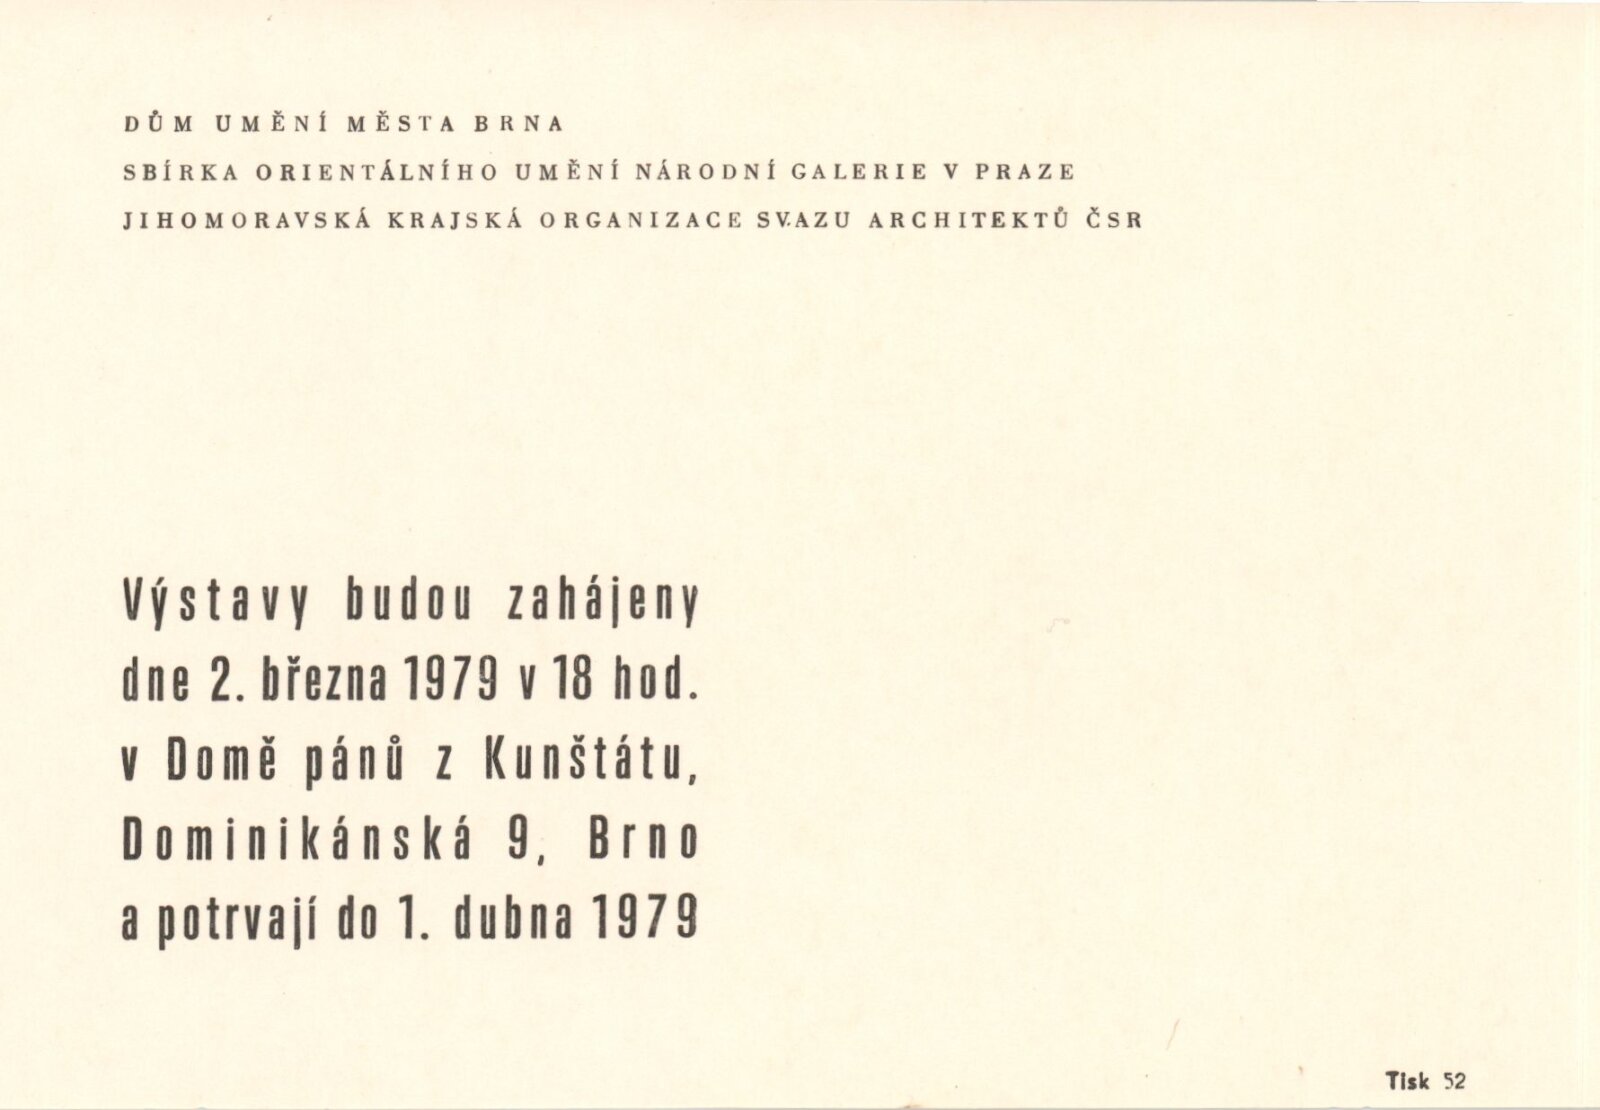 DŮM UMĚNÍ MĚSTA BRNA
SBÍRKA ORIENTÁLNÍHO UMĚNÍ NÁRODNÍ GALERIE V PRAZE
JIHOMORAVSKÁ KRAJSKÁ ORGANIZACE SVAZU ARCHITEKTŮ ČSR
Výstavy budou zahájeny
dne 2. března 1979 v 18 hod.
v Domě pánů z Kunštátu,
Dominikánská 9, Brno
a potrvají do 1. dubna 1979
Tisk 52